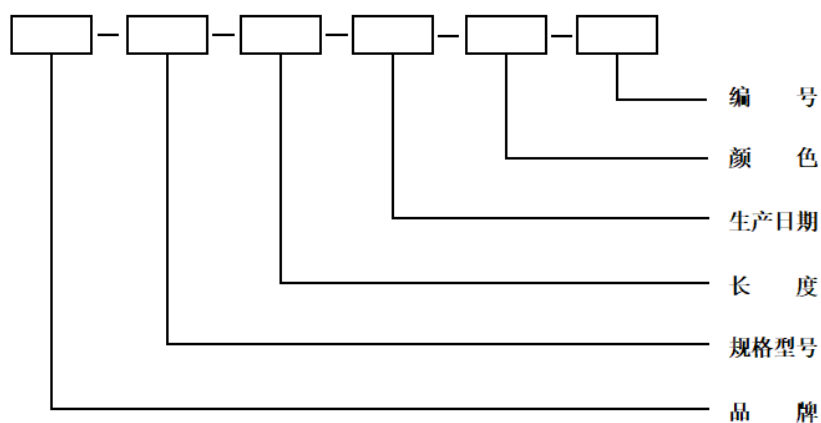 编 号
颜 色
生产日期
长 度
规格型号
品 牌